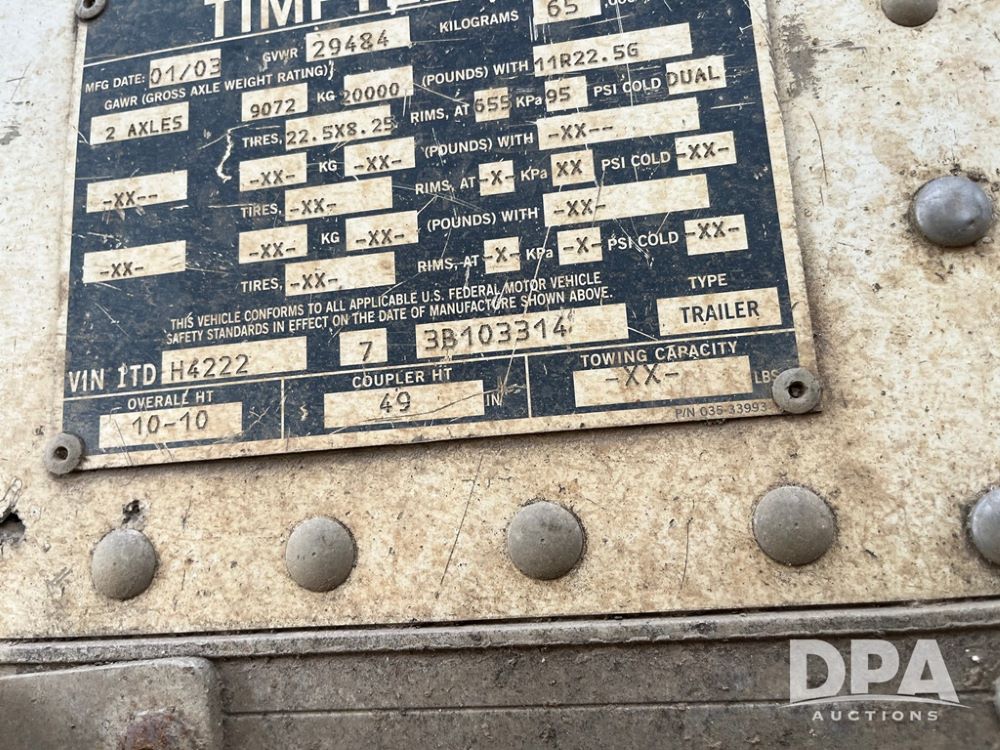 GVWR 29484 KILOGRAMS 65
MFG DATE: 01/03
GAWR (GROSS AXLE WEIGHT RATING)
2 AXLES 9072 KG 20000 (POUNDS) WITH 11R22.5G
TIRES, 22.5X8.25 RIMS, AT 655 KPa 95 PSI COLD DUAL
-XX-- -XX- KG -XX- (POUNDS) WITH -XX--
TIRES, -XX- RIMS, AT -X- KPa XX PSI COLD -XX-
-XX- -XX- KG -XX- (POUNDS) WITH -XX-
TIRES, -XX- RIMS, AT -X- KPa -X- PSI COLD -XX-
THIS VEHICLE CONFORMS TO ALL APPLICABLE U.S. FEDERAL MOTOR VEHICLE
SAFETY STANDARDS IN EFFECT ON THE DATE OF MANUFACTURE SHOWN ABOVE.
TYPE
TRAILER
VIN 1TD H4222 7 3B103314
OVERALL HT COUPLER HT TOWING CAPACITY
10-10 49 IN -XX- LBS
P/N 035-33993
DPA
AUCTIONS